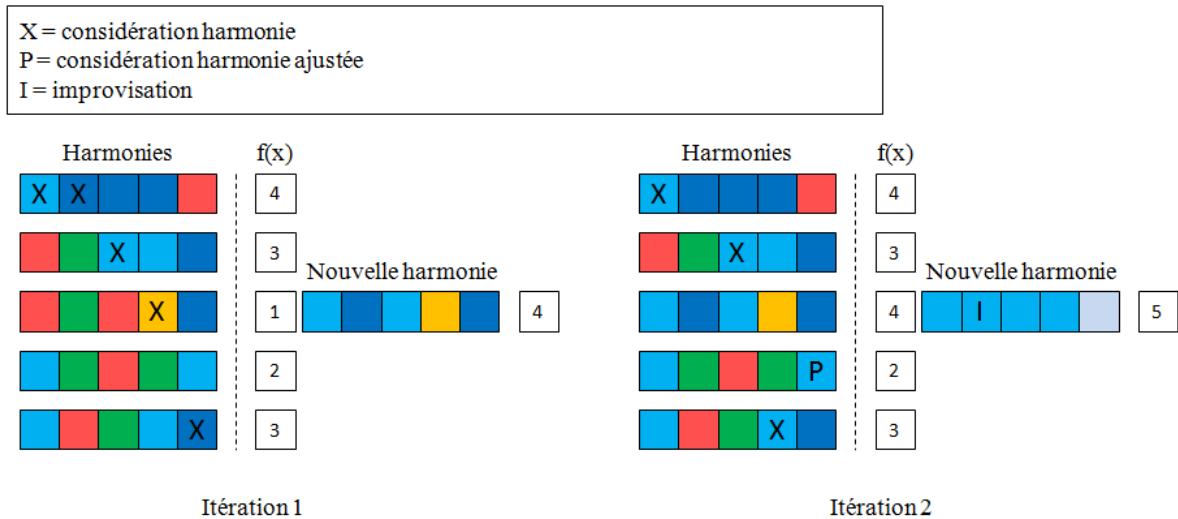 X = considération harmonie
P = considération harmonie ajustée
I = improvisation
Harmonies f(x)
X X 4
X 3
Nouvelle harmonie
X 1 4
2
X 3
Itération 1
Harmonies f(x)
X 4
X 3
Nouvelle harmonie
4 I 5
P 2
X 3
Itération 2